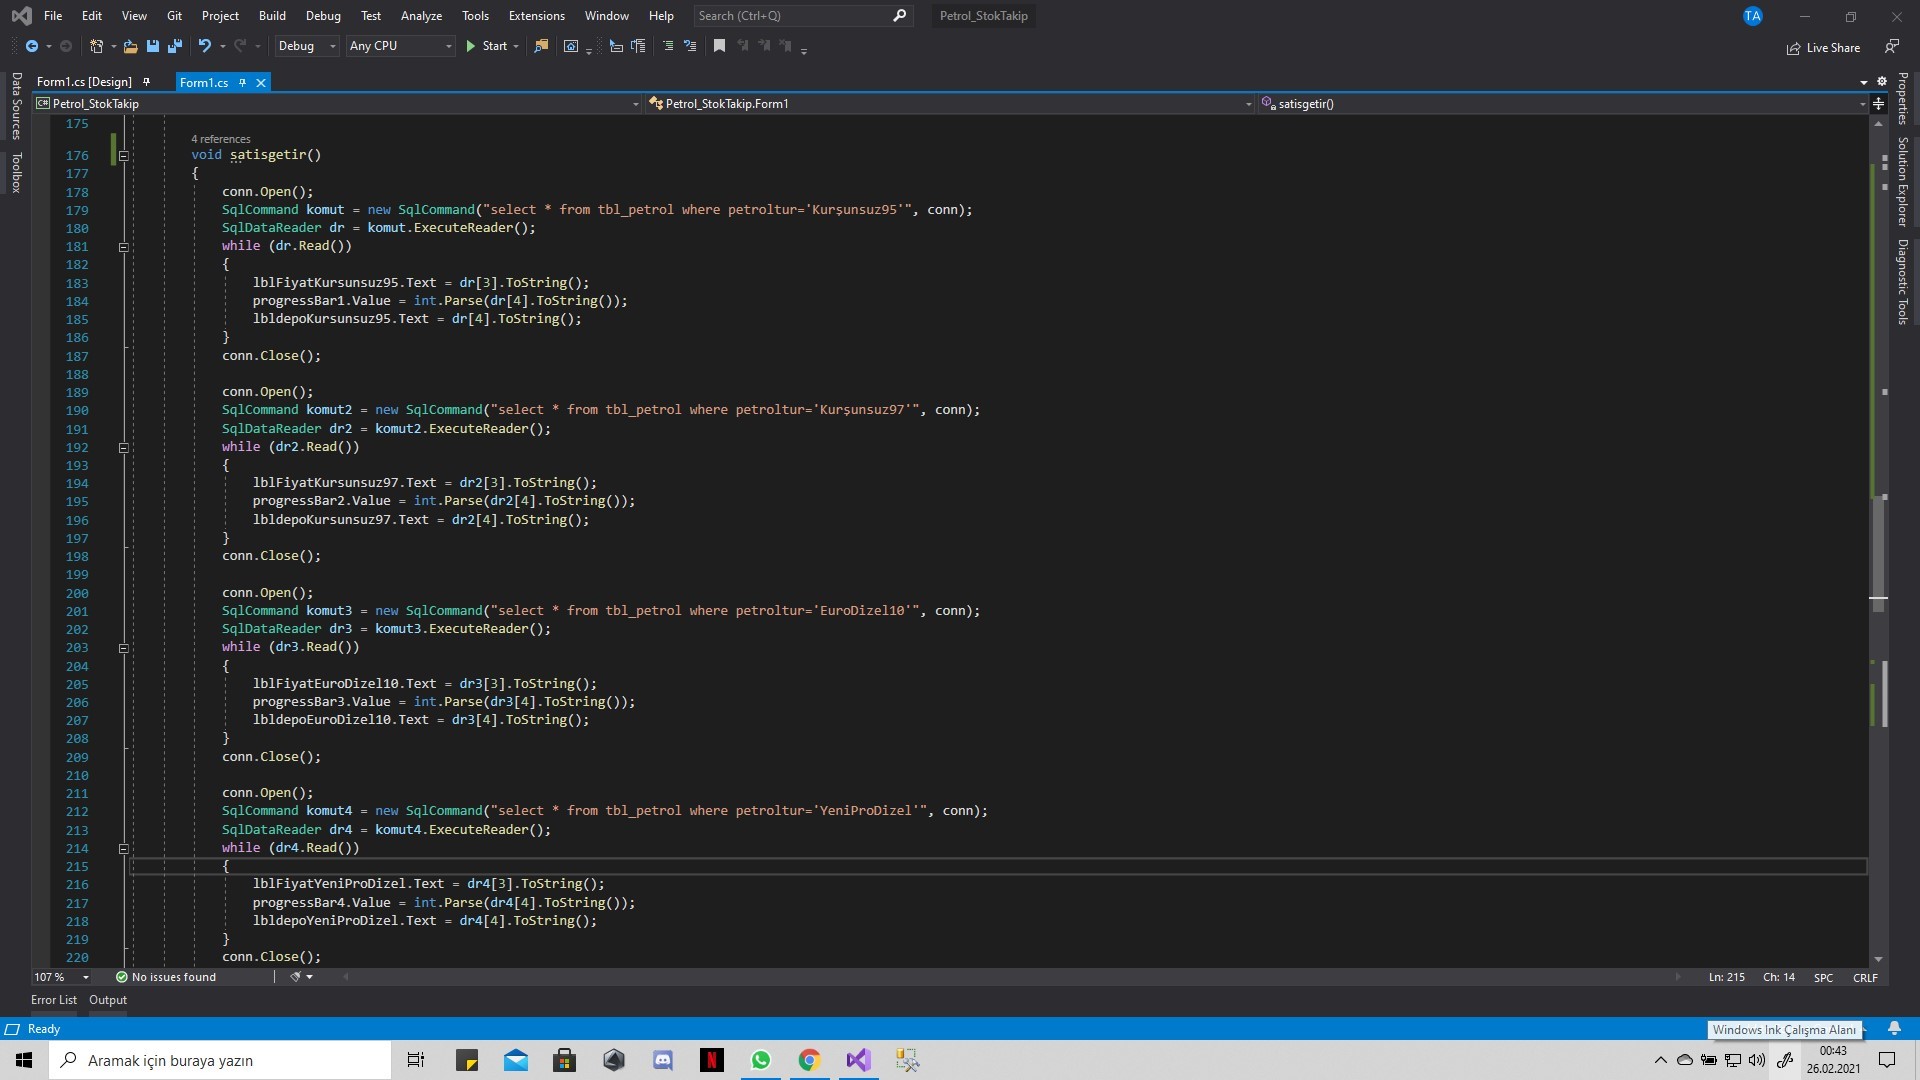 File Edit View Git Project Build Debug Test Analyze Tools Extensions Window Help Search (Ctrl+Q) Petrol_StokTakip TA
Debug Any CPU Start Live Share
Form1.cs [Design] Form1.cs
C# Petrol_StokTakip Petrol_StokTakip.Form1 satisgetir()
Data Sources
Toolbox
Properties
Solution Explorer
Diagnostic Tools
175
4 references
176 void satisgetir()
177 {
178 conn.Open();
179 SqlCommand komut = new SqlCommand("select * from tbl_petrol where petroltur='Kurşunsuz95'", conn);
180 SqlDataReader dr = komut.ExecuteReader();
181 while (dr.Read())
182 {
183 lblFiyatKursunsuz95.Text = dr[3].ToString();
184 progressBar1.Value = int.Parse(dr[4].ToString());
185 lbldepoKursunsuz95.Text = dr[4].ToString();
186 }
187 conn.Close();
188
189 conn.Open();
190 SqlCommand komut2 = new SqlCommand("select * from tbl_petrol where petroltur='Kurşunsuz97'", conn);
191 SqlDataReader dr2 = komut2.ExecuteReader();
192 while (dr2.Read())
193 {
194 lblFiyatKursunsuz97.Text = dr2[3].ToString();
195 progressBar2.Value = int.Parse(dr2[4].ToString());
196 lbldepoKursunsuz97.Text = dr2[4].ToString();
197 }
198 conn.Close();
199
200 conn.Open();
201 SqlCommand komut3 = new SqlCommand("select * from tbl_petrol where petroltur='EuroDizel10'", conn);
202 SqlDataReader dr3 = komut3.ExecuteReader();
203 while (dr3.Read())
204 {
205 lblFiyatEuroDizel10.Text = dr3[3].ToString();
206 progressBar3.Value = int.Parse(dr3[4].ToString());
207 lbldepoEuroDizel10.Text = dr3[4].ToString();
208 }
209 conn.Close();
210
211 conn.Open();
212 SqlCommand komut4 = new SqlCommand("select * from tbl_petrol where petroltur='YeniProDizel'", conn);
213 SqlDataReader dr4 = komut4.ExecuteReader();
214 while (dr4.Read())
215 {
216 lblFiyatYeniProDizel.Text = dr4[3].ToString();
217 progressBar4.Value = int.Parse(dr4[4].ToString());
218 lbldepoYeniProDizel.Text = dr4[4].ToString();
219 }
220 conn.Close();
107 % No issues found Ln: 215 Ch: 14 SPC CRLF
Error List Output
Ready Windows Ink Çalışma Alanı
Aramak için buraya yazın N 00:43
26.02.2021